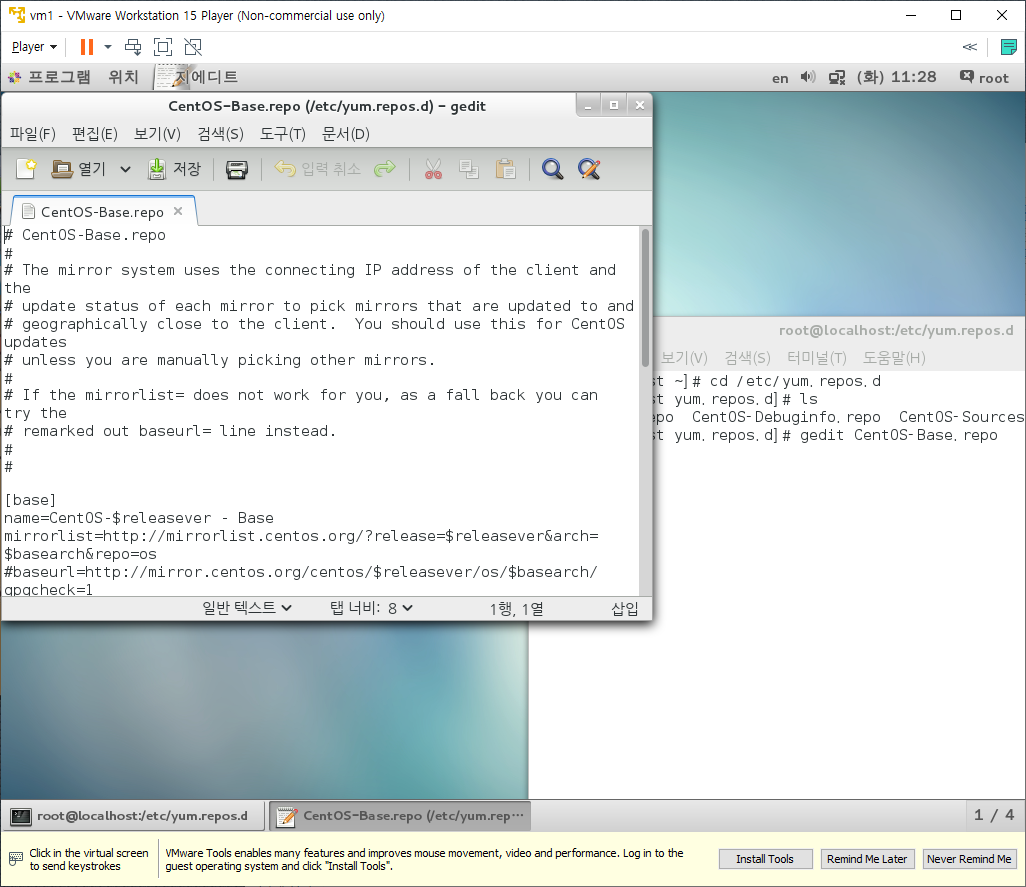 vm1 - VMware Workstation 15 Player (Non-commercial use only)
Player
프로그램 위치 지에디트 en (화) 11:28 root
CentOS-Base.repo (/etc/yum.repos.d) - gedit
파일(F) 편집(E) 보기(V) 검색(S) 도구(T) 문서(D)
열기 저장 입력 취소
CentOS-Base.repo
# CentOS-Base.repo
#
# The mirror system uses the connecting IP address of the client and
the
# update status of each mirror to pick mirrors that are updated to and
# geographically close to the client.  You should use this for CentOS
updates
# unless you are manually picking other mirrors.
#
# If the mirrorlist= does not work for you, as a fall back you can
try the
# remarked out baseurl= line instead.
#
#
[base]
name=CentOS-$releasever - Base
mirrorlist=http://mirrorlist.centos.org/?release=$releasever&arch=
$basearch&repo=os
#baseurl=http://mirror.centos.org/centos/$releasever/os/$basearch/
gpgcheck=1
일반 텍스트 탭 너비: 8 1행, 1열 삽입
root@localhost:/etc/yum.repos.d
보기(V) 검색(S) 터미널(T) 도움말(H)
st ~]# cd /etc/yum.repos.d
st yum.repos.d]# ls
epo  CentOS-Debuginfo.repo  CentOS-Sources
st yum.repos.d]# gedit CentOS-Base.repo
root@localhost:/etc/yum.repos.d CentOS-Base.repo (/etc/yum.rep… 1 / 4
Click in the virtual screen
to send keystrokes
VMware Tools enables many features and improves mouse movement, video and performance. Log in to the
guest operating system and click "Install Tools".
Install Tools Remind Me Later Never Remind Me